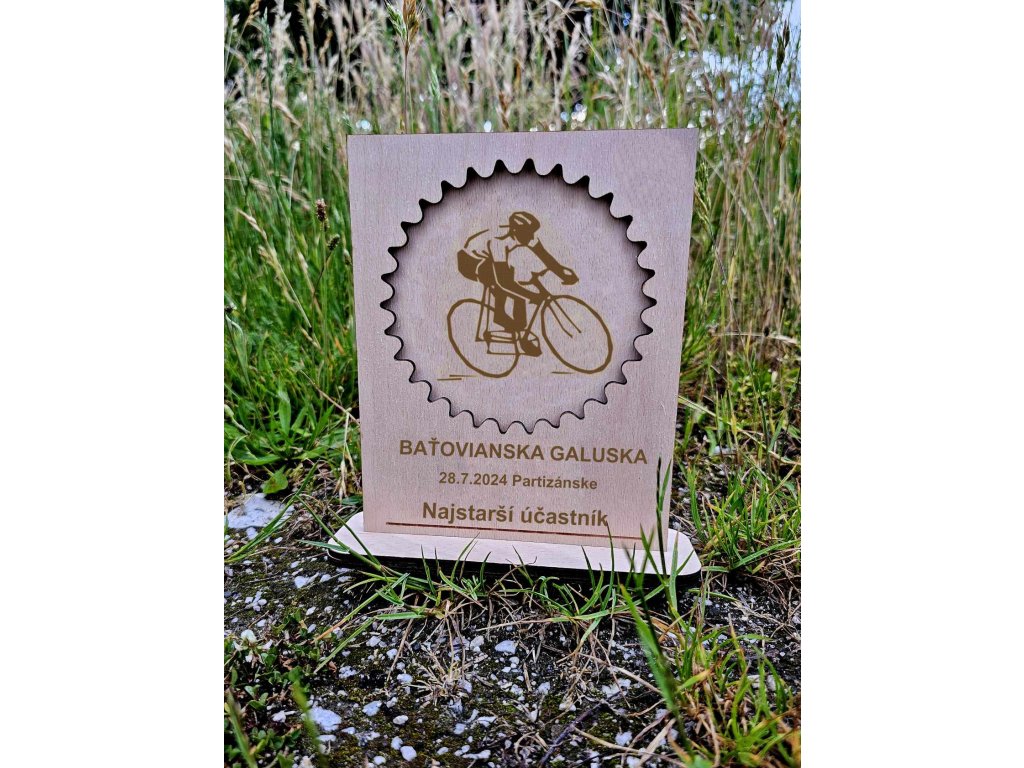 BAŤOVIANSKA GALUSKA
28.7.2024 Partizánske
Najstarší účastník